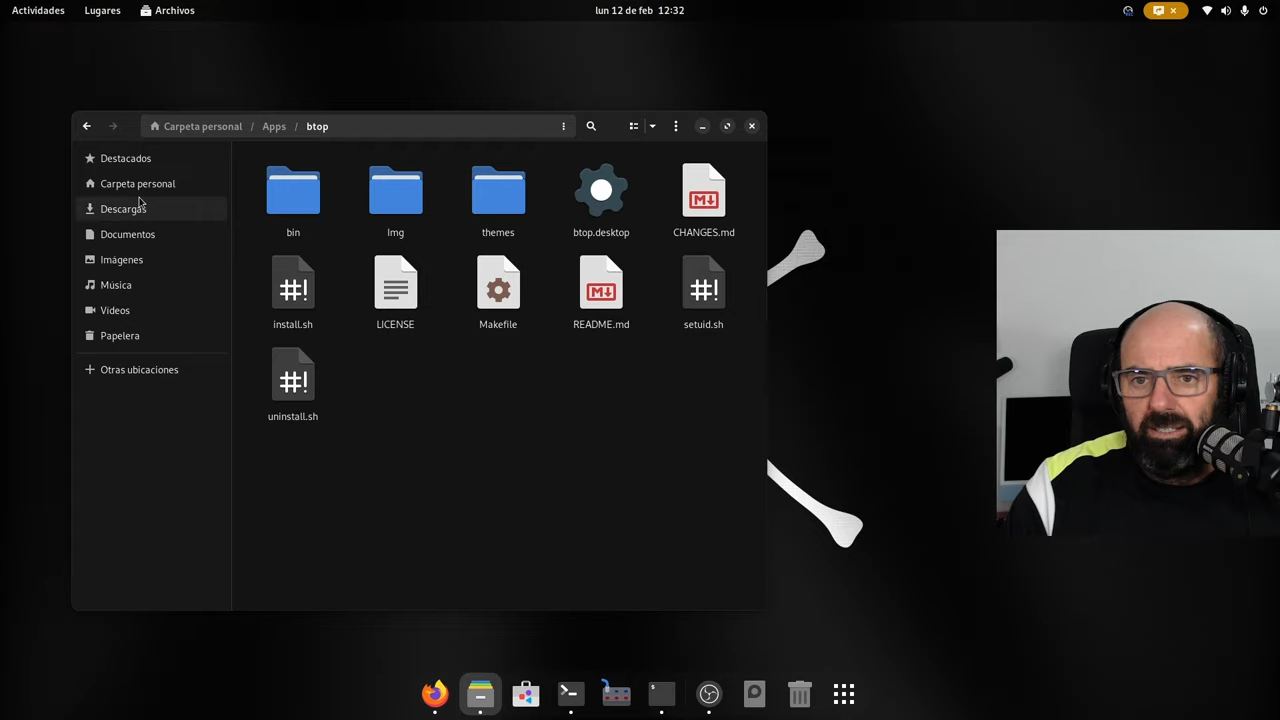 Actividades Lugares Archivos lun 12 de feb 12:32
Carpeta personal / Apps / btop
Destacados
Carpeta personal
Descargas
Documentos
Imágenes
Música
Vídeos
Papelera
Otras ubicaciones
bin Img themes btop.desktop CHANGES.md
install.sh LICENSE Makefile README.md setuid.sh
uninstall.sh